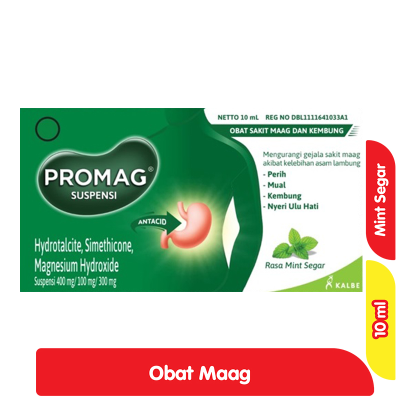 NETTO 10 mL REG NO DBL1111641033A1
OBAT SAKIT MAAG DAN KEMBUNG
Mengurangi gejala sakit maag
akibat kelebihan asam lambung
- Perih
- Mual
- Kembung
- Nyeri Ulu Hati
PROMAG®
SUSPENSI
ANTACID
Hydrotalcite, Simethicone,
Magnesium Hydroxide
Suspensi 400 mg/ 100 mg/ 300 mg
Rasa Mint Segar
KALBE
Mint Segar
10 ml
Obat Maag